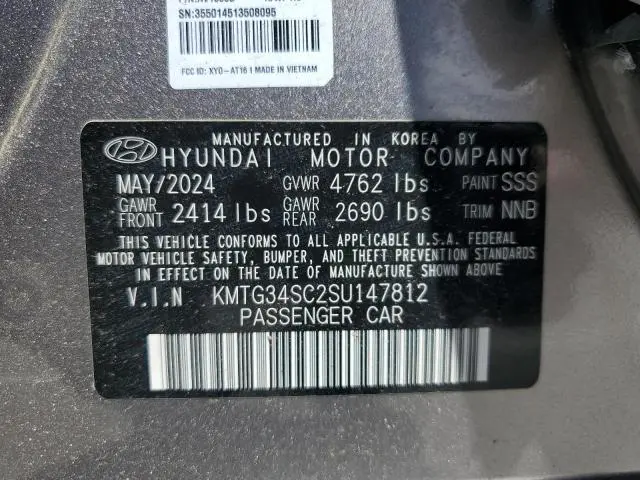 SN:355014513508095
FCC ID: XYO-AT16 I MADE IN VIETNAM
MANUFACTURED IN KOREA BY
HYUNDAI MOTOR COMPANY
MAY/2024 GVWR 4762 lbs PAINT SSS
GAWR FRONT 2414 lbs GAWR REAR 2690 lbs TRIM NNB
THIS VEHICLE CONFORMS TO ALL APPLICABLE U.S.A. FEDERAL
MOTOR VEHICLE SAFETY, BUMPER, AND THEFT PREVENTION STANDARDS
IN EFFECT ON THE DATE OF MANUFACTURE SHOWN ABOVE.
V.I.N KMTG34SC2SU147812
PASSENGER CAR